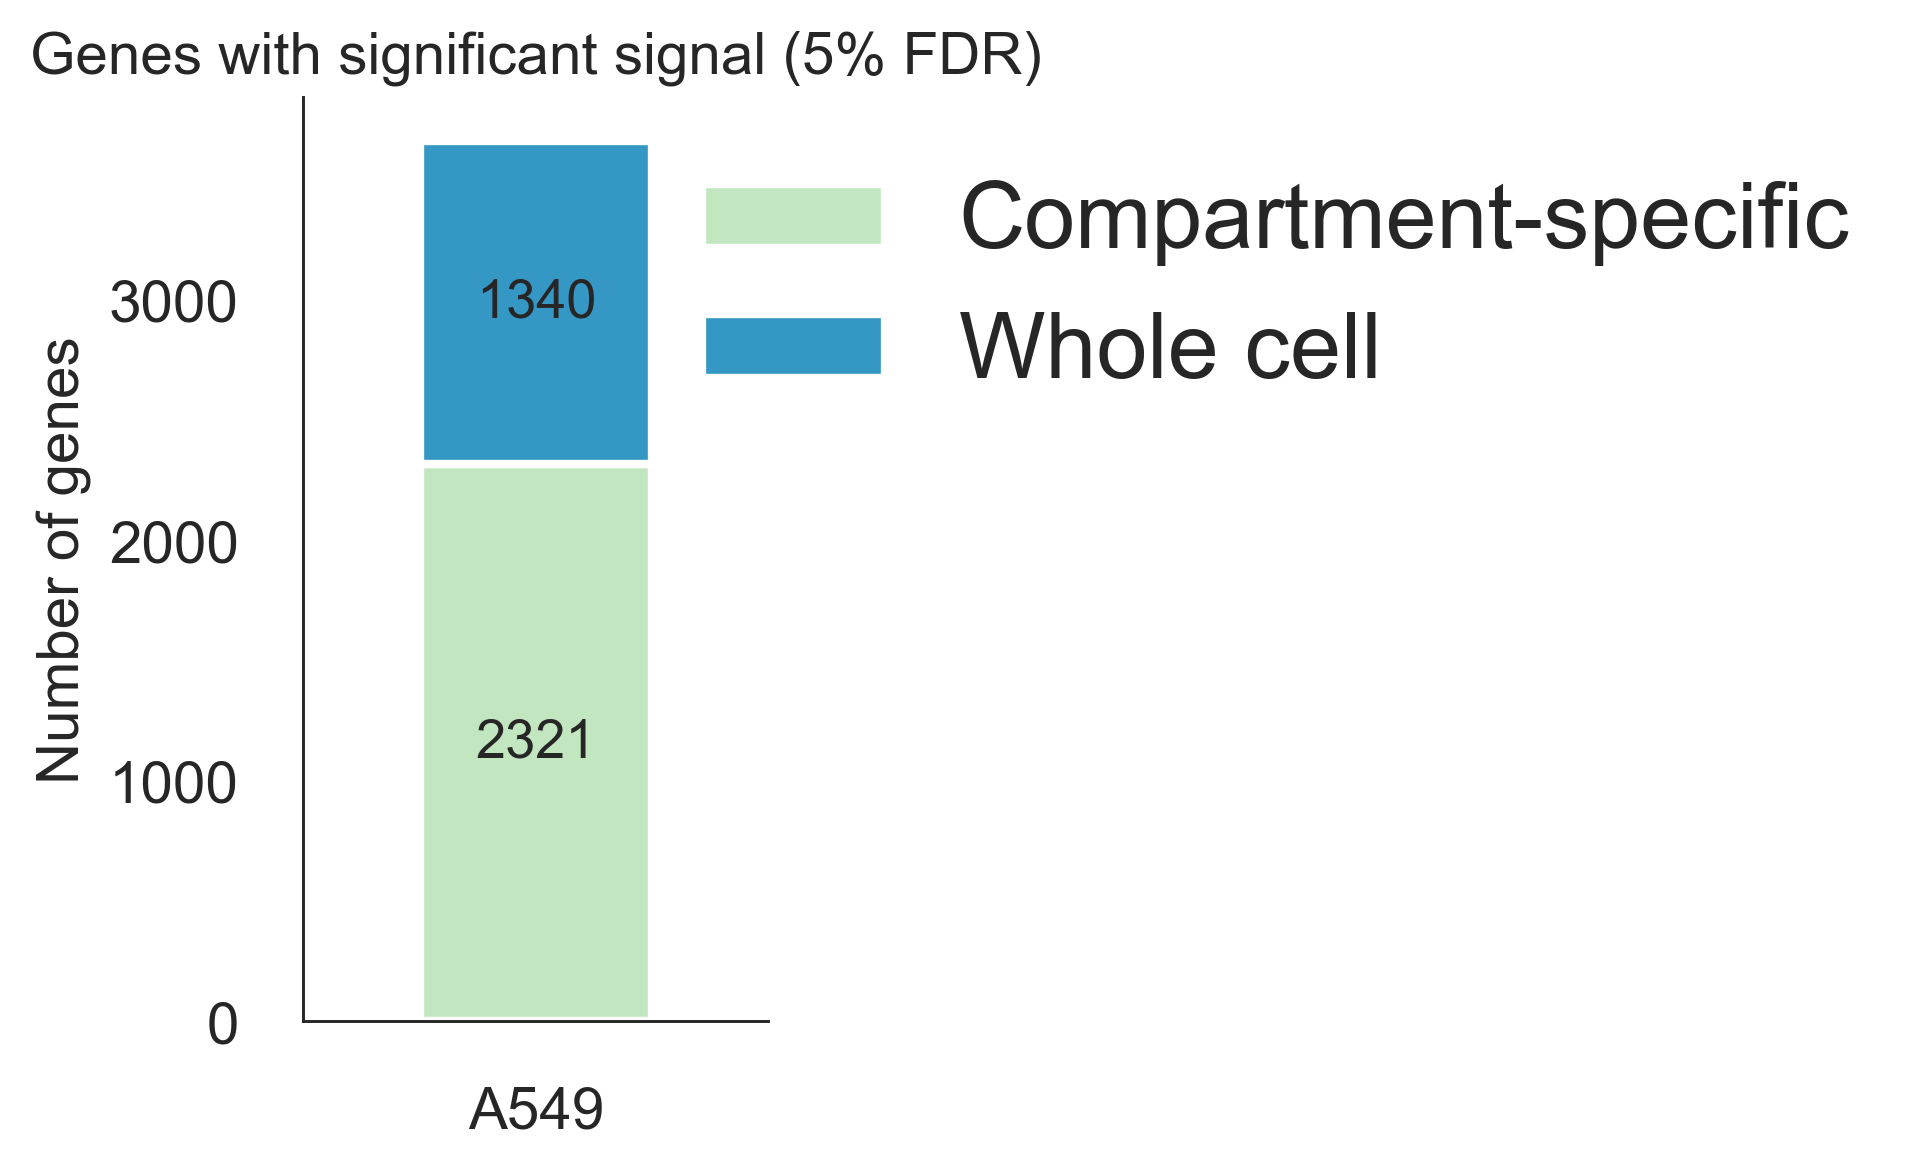 Genes with significant signal (5% FDR)
Compartment-specific
Whole cell
Number of genes
3000
2000
1000
0
1340
2321
A549